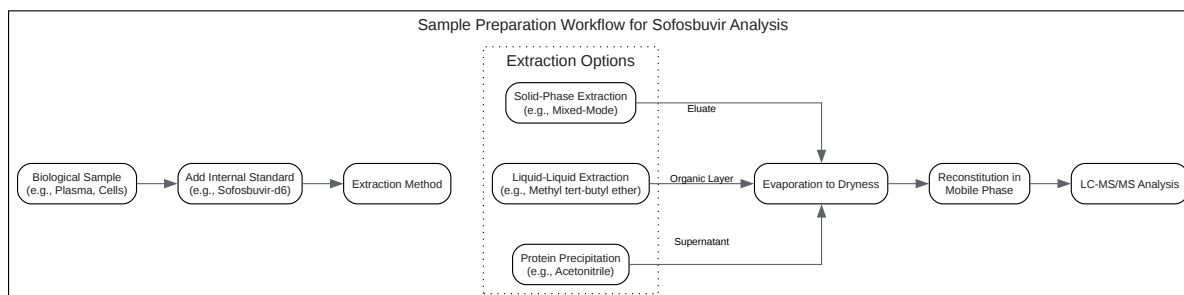 Sample Preparation Workflow for Sofosbuvir Analysis
Extraction Options
Solid-Phase Extraction
(e.g., Mixed-Mode)
Eluate
Biological Sample
(e.g., Plasma, Cells)
Add Internal Standard
(e.g., Sofosbuvir-d6)
Extraction Method
Liquid-Liquid Extraction
(e.g., Methyl tert-butyl ether)
Organic Layer
Evaporation to Dryness
Reconstitution in
Mobile Phase
LC-MS/MS Analysis
Supernatant
Protein Precipitation
(e.g., Acetonitrile)